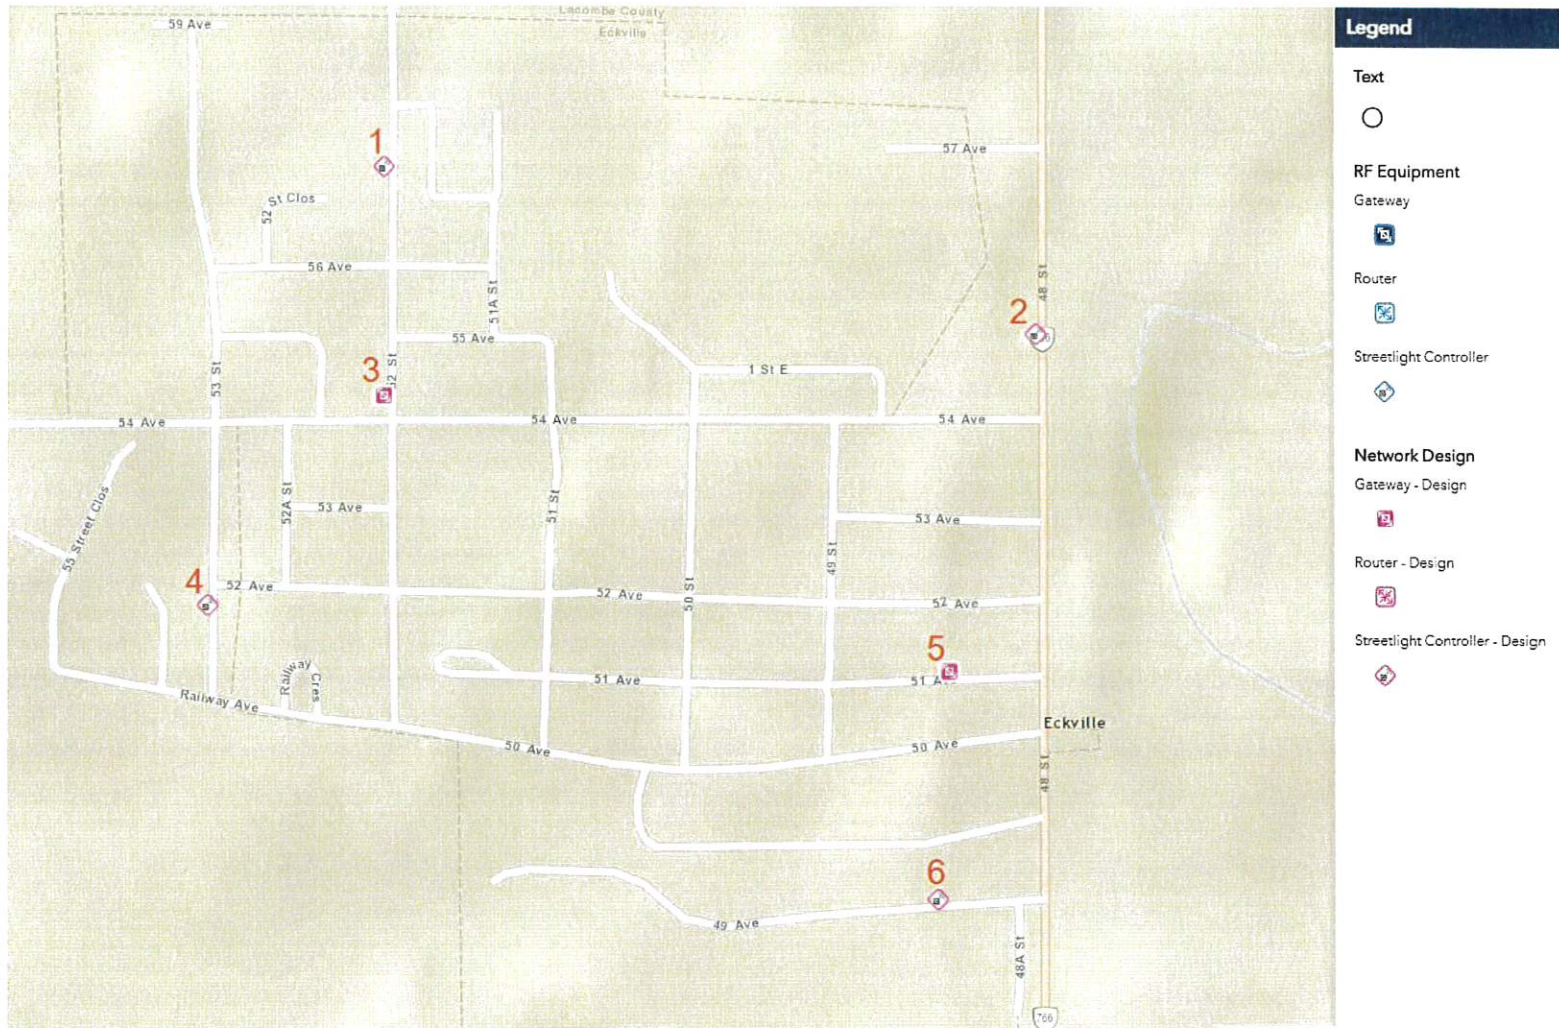 Lacombe County
Eckville
59 Ave
1
57 Ave
St Clos
52
56 Ave
51A St
48 St
2
55 Ave
3
52 St
53 St
1 St E
54 Ave
54 Ave
54 Ave
55 Street Clos
52A St
53 Ave
51 St
53 Ave
49 St
4
52 Ave
50 St
52 Ave
52 Ave
5
Railway
Cres
51 Ave
51 A
Railway Ave
50 Ave
Eckville
50 Ave
48 St
6
49 Ave
48A St
766
Legend
Text
RF Equipment
Gateway
Router
Streetlight Controller
Network Design
Gateway - Design
Router - Design
Streetlight Controller - Design